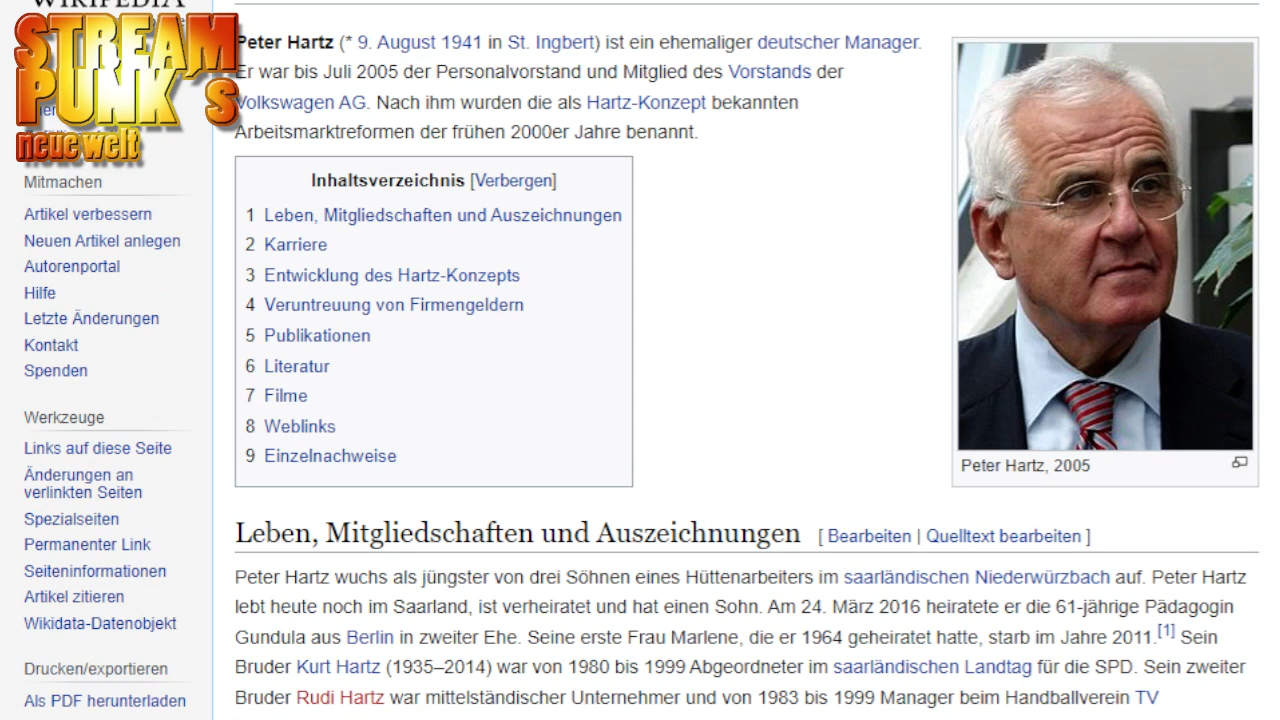 WIKIPEDIA
STREAM
PUNK´s
neue welt
Mitmachen
Artikel verbessern
Neuen Artikel anlegen
Autorenportal
Hilfe
Letzte Änderungen
Kontakt
Spenden
Werkzeuge
Links auf diese Seite
Änderungen an
verlinkten Seiten
Spezialseiten
Permanenter Link
Seiteninformationen
Artikel zitieren
Wikidata-Datenobjekt
Drucken/exportieren
Als PDF herunterladen
Peter Hartz (* 9. August 1941 in St. Ingbert) ist ein ehemaliger deutscher Manager.
Er war bis Juli 2005 der Personalvorstand und Mitglied des Vorstands der
Volkswagen AG. Nach ihm wurden die als Hartz-Konzept bekannten
Arbeitsmarktreformen der frühen 2000er Jahre benannt.
Inhaltsverzeichnis [Verbergen]
1 Leben, Mitgliedschaften und Auszeichnungen
2 Karriere
3 Entwicklung des Hartz-Konzepts
4 Veruntreuung von Firmengeldern
5 Publikationen
6 Literatur
7 Filme
8 Weblinks
9 Einzelnachweise
Peter Hartz, 2005
Leben, Mitgliedschaften und Auszeichnungen [ Bearbeiten | Quelltext bearbeiten ]
Peter Hartz wuchs als jüngster von drei Söhnen eines Hüttenarbeiters im saarländischen Niederwürzbach auf. Peter Hartz
lebt heute noch im Saarland, ist verheiratet und hat einen Sohn. Am 24. März 2016 heiratete er die 61-jährige Pädagogin
Gundula aus Berlin in zweiter Ehe. Seine erste Frau Marlene, die er 1964 geheiratet hatte, starb im Jahre 2011.[1] Sein
Bruder Kurt Hartz (1935–2014) war von 1980 bis 1999 Abgeordneter im saarländischen Landtag für die SPD. Sein zweiter
Bruder Rudi Hartz war mittelständischer Unternehmer und von 1983 bis 1999 Manager beim Handballverein TV